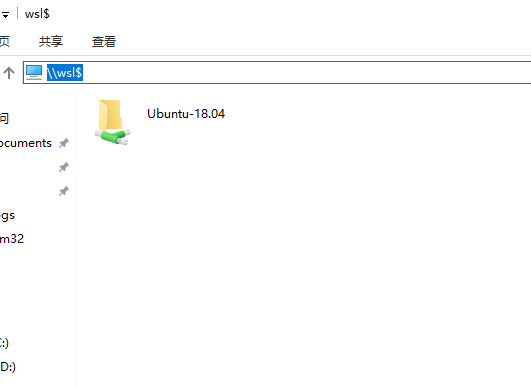 wsl$
页 共享 查看
\\wsl$
问
ocuments
Ubuntu-18.04
gs
m32
:)
D:)